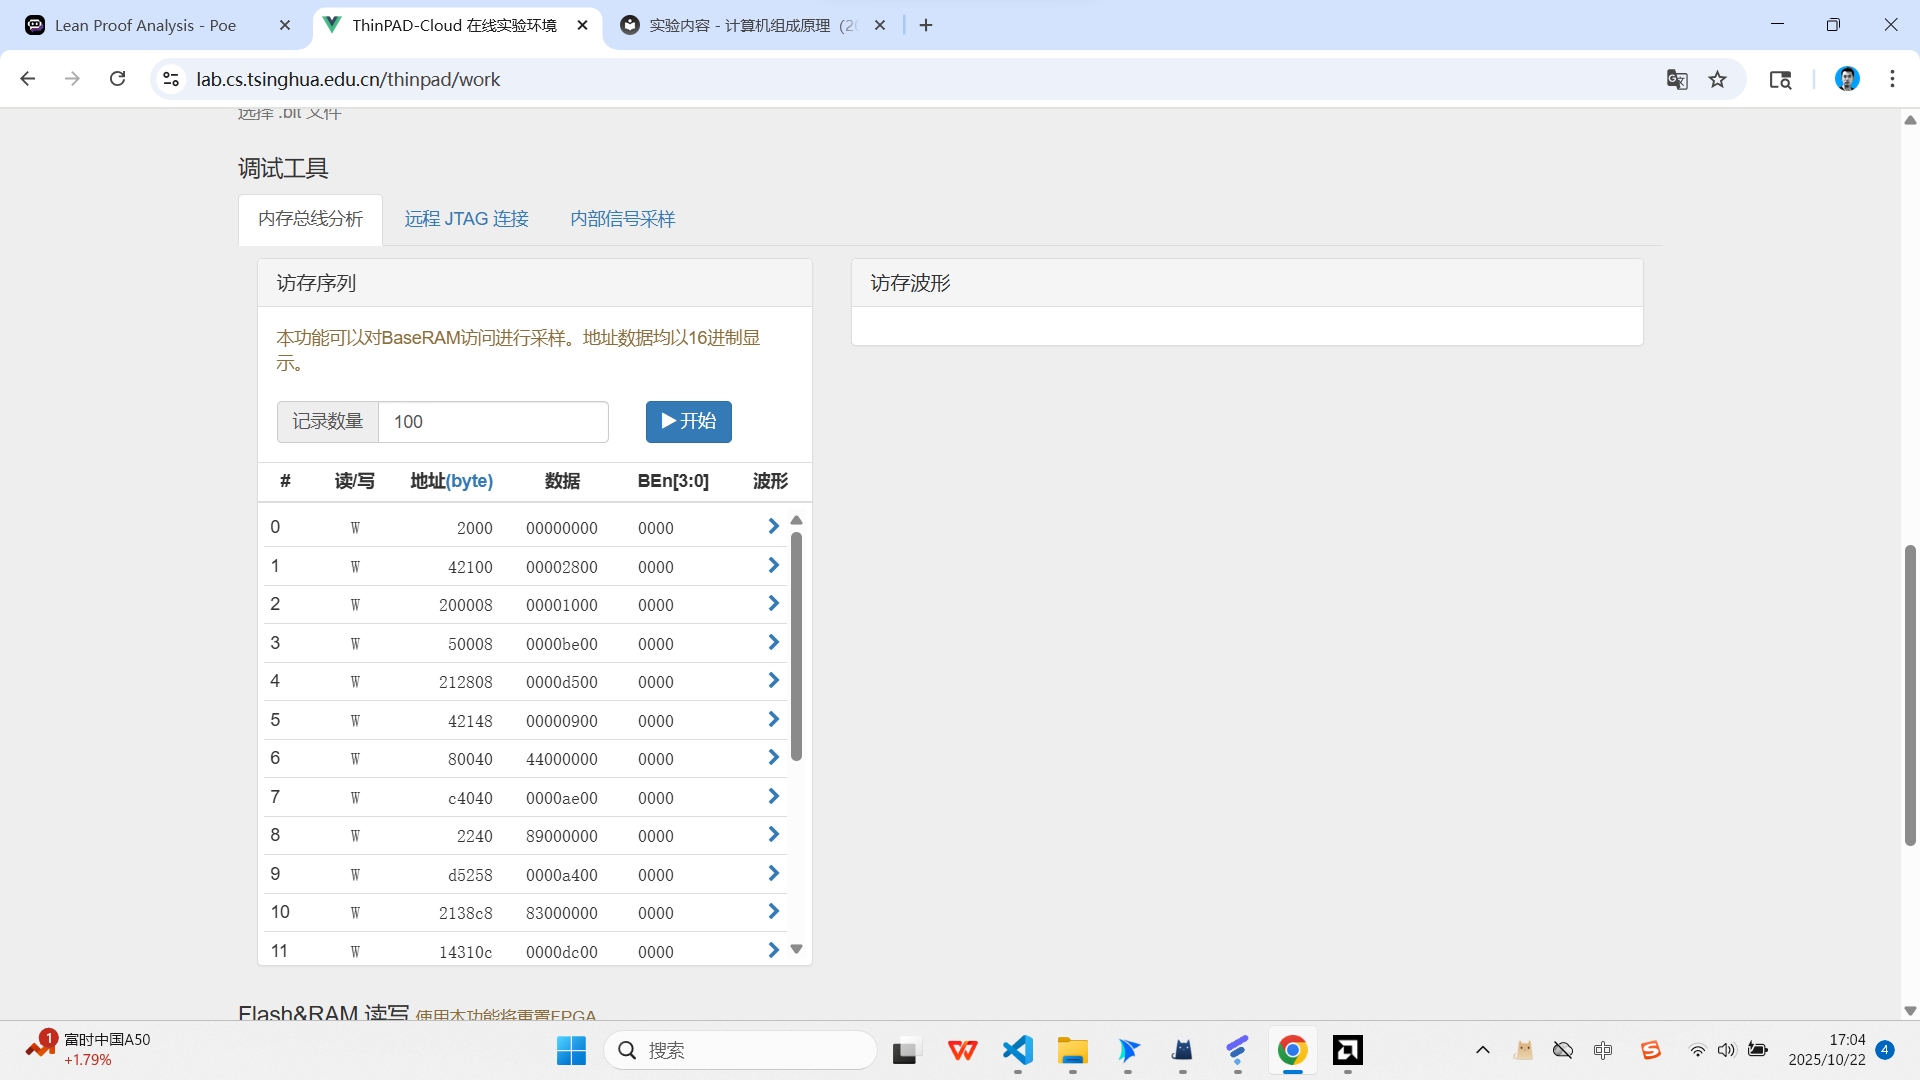 Lean Proof Analysis - Poe
ThinPAD-Cloud 在线实验环境
实验内容 - 计算机组成原理（20
lab.cs.tsinghua.edu.cn/thinpad/work
选择 .bit 文件
调试工具
内存总线分析 远程 JTAG 连接 内部信号采样
访存序列
本功能可以对BaseRAM访问进行采样。地址数据均以16进制显
示。
记录数量 100 开始
# 读/写 地址(byte) 数据 BEn[3:0] 波形
0 W 2000 00000000 0000
1 W 42100 00002800 0000
2 W 200008 00001000 0000
3 W 50008 0000be00 0000
4 W 212808 0000d500 0000
5 W 42148 00000900 0000
6 W 80040 44000000 0000
7 W c4040 0000ae00 0000
8 W 2240 89000000 0000
9 W d5258 0000a400 0000
10 W 2138c8 83000000 0000
11 W 14310c 0000dc00 0000
访存波形
Flash&RAM 读写 使用本功能将重置FPGA
1
富时中国A50
+1.79%
搜索
中
17:04
2025/10/22
4